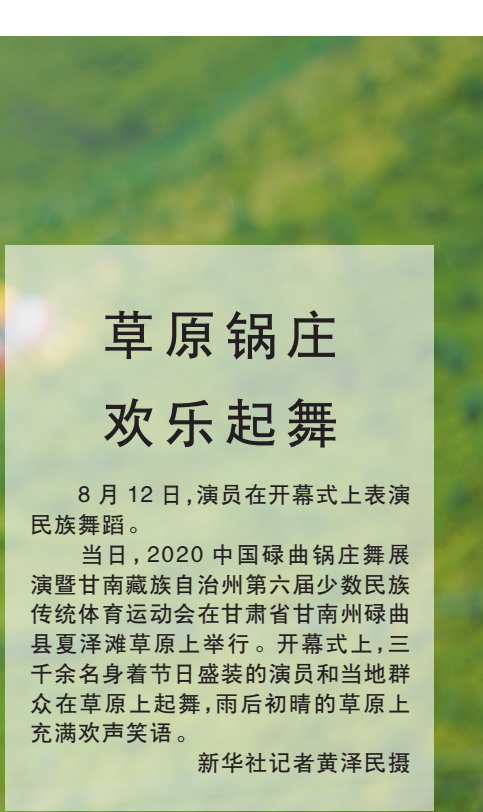 草原锅庄
欢乐起舞
8 月 12 日,演员在开幕式上表演
民族舞蹈。
当日,2020 中国碌曲锅庄舞展
演暨甘南藏族自治州第六届少数民族
传统体育运动会在甘肃省甘南州碌曲
县夏泽滩草原上举行。开幕式上,三
千余名身着节日盛装的演员和当地群
众在草原上起舞,雨后初晴的草原上
充满欢声笑语。
新华社记者黄泽民摄